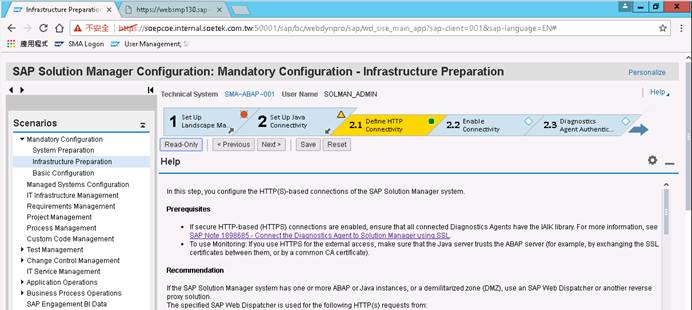 Infrastructure Preparation
https://websmp130.sap-
不安全
https://soepcoe.internal.soetek.com.tw:50001/sap/bc/webdynpro/sap/wd_sise_main_app?sap-client=001&sap-language=EN#
應用程式
SMA Logon
User Management, S
SAP Solution Manager Configuration: Mandatory Configuration - Infrastructure Preparation
Personalize
Technical System SMA~ABAP~001 User Name SOLMAN_ADMIN
Help
1 Set Up Landscape Ma...
2 Set Up Java Connectivity
2.1 Define HTTP Connectivity
2.2 Enable Connectivity
2.3 Diagnostics Agent Authentic...
Read-Only
< Previous
Next >
Save
Reset
Scenarios
Mandatory Configuration
System Preparation
Infrastructure Preparation
Basic Configuration
Managed Systems Configuration
IT Infrastructure Management
Requirements Management
Project Management
Process Management
Custom Code Management
Test Management
Change Control Management
IT Service Management
Application Operations
Business Process Operations
SAP Engagement BI Data
Help
In this step, you configure the HTTP(S)-based connections of the SAP Solution Manager system.
Prerequisites
• If secure HTTP-based (HTTPS) connections are enabled, ensure that all connected Diagnostics Agents have the IAIK library. For more information, see
SAP Note 1898685 - Connect the Diagnostics Agent to Solution Manager using SSL.
• To use Monitoring: If you use HTTPS for the external access, make sure that the Java server trusts the ABAP server (for example, by exchanging the SSL
certificates between them, or by a common CA certificate).
Recommendation
If the SAP Solution Manager system has one or more ABAP or Java instances, or a demilitarized zone (DMZ), use an SAP Web Dispatcher or another reverse
proxy solution.
The specified SAP Web Dispatcher is used for the following HTTP(s) requests from: